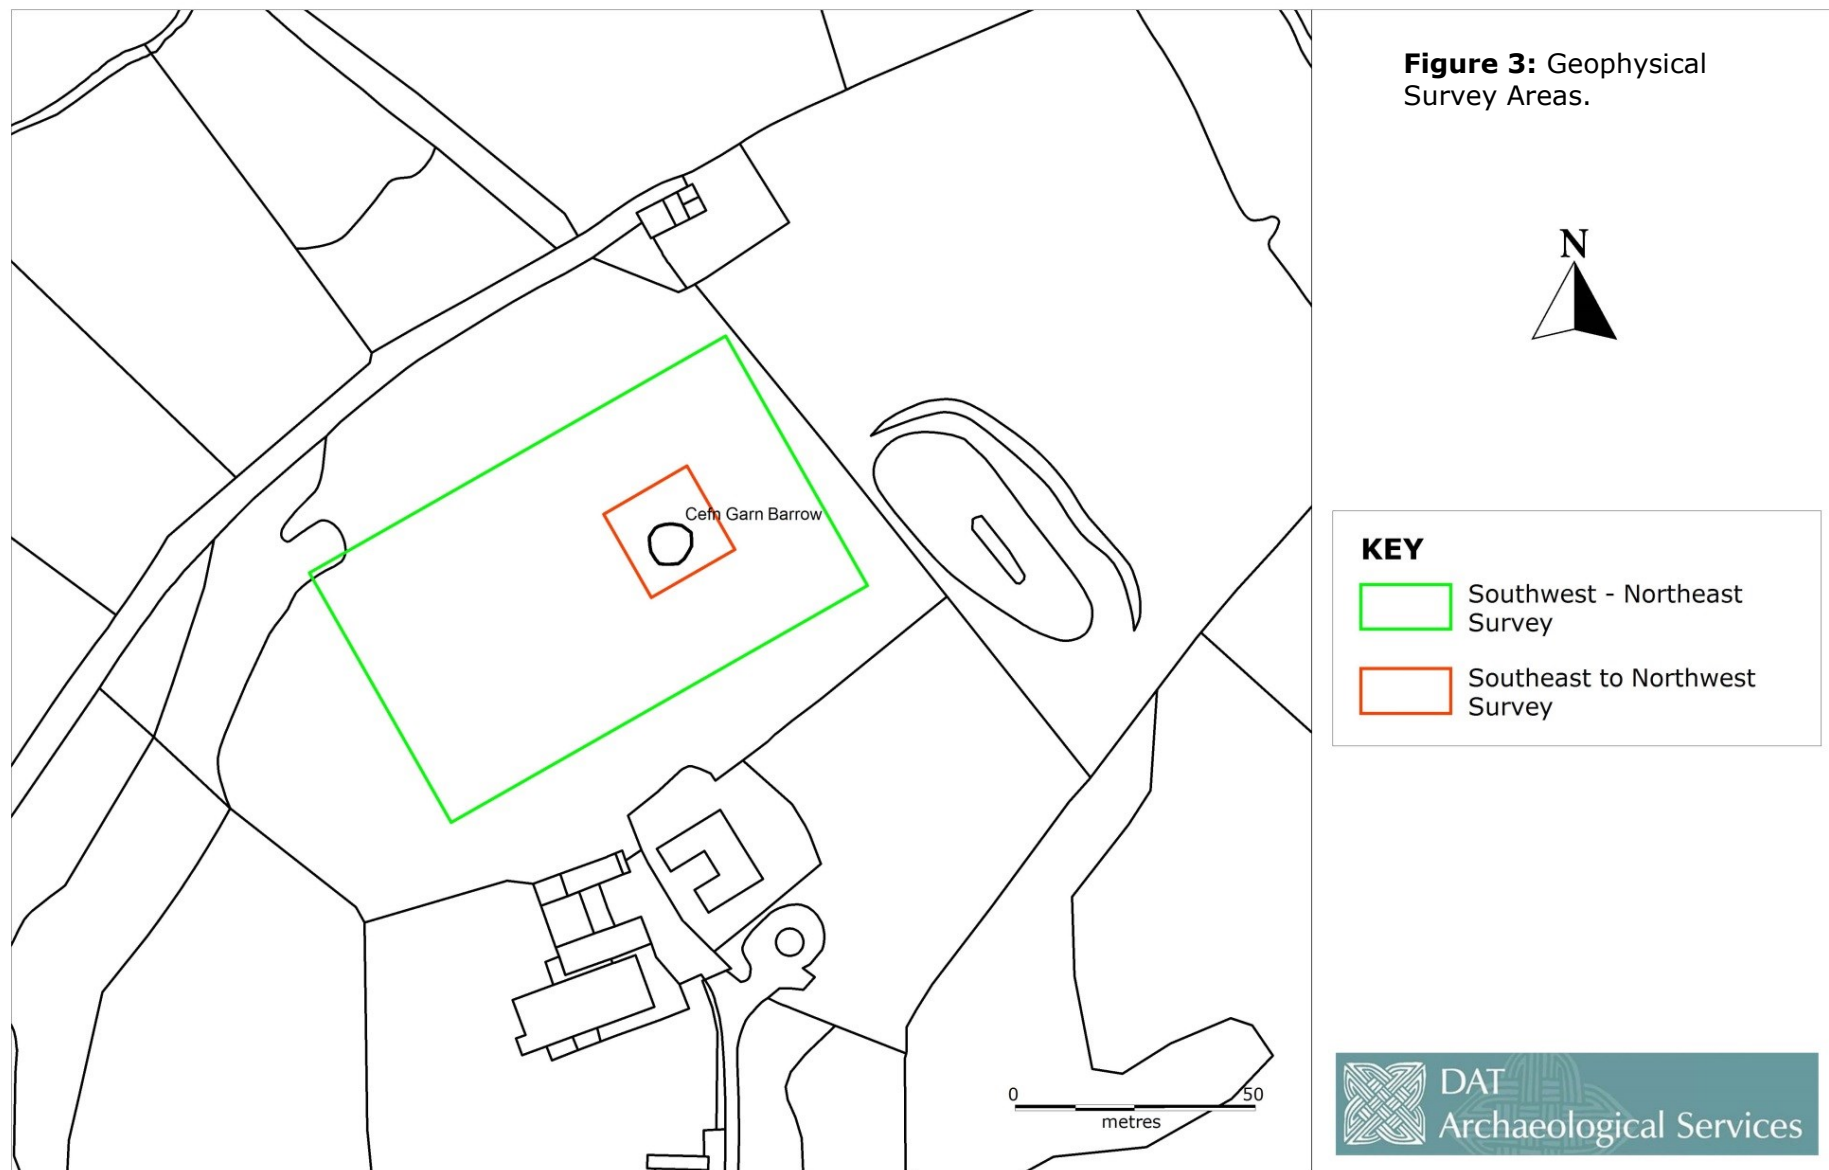 Figure 3: Geophysical
Survey Areas.
N
Cefn Garn Barrow
KEY
Southwest - Northeast
Survey
Southeast to Northwest
Survey
0 50
metres
DAT
Archaeological Services